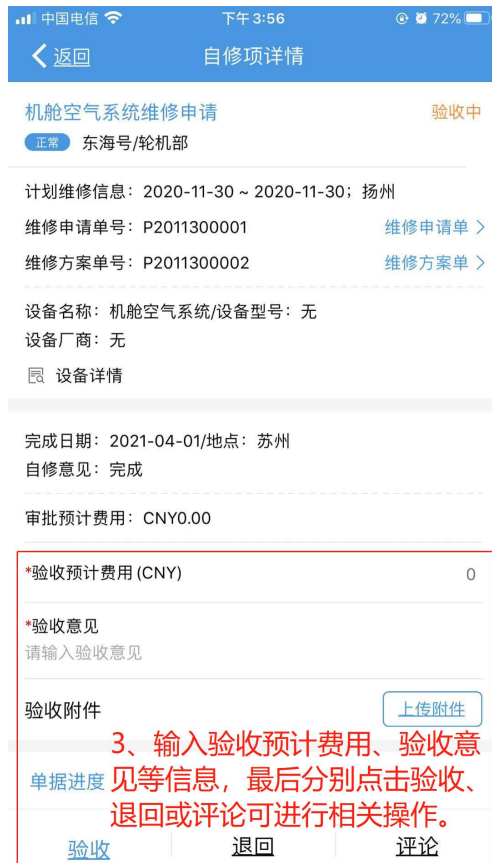 中国电信 下午3:56 72%
返回 自修项详情
机舱空气系统维修申请 验收中
正常 东海号/轮机部
计划维修信息：2020-11-30 ~ 2020-11-30；扬州
维修申请单号：P2011300001 维修申请单
维修方案单号：P2011300002 维修方案单
设备名称：机舱空气系统/设备型号：无
设备厂商：无
设备详情
完成日期：2021-04-01/地点：苏州
自修意见：完成
审批预计费用：CNY0.00
*验收预计费用(CNY) 0
*验收意见
请输入验收意见
验收附件 上传附件
3、输入验收预计费用、验收意
单据进度 见等信息，最后分别点击验收、
退回或评论可进行相关操作。
验收 退回 评论